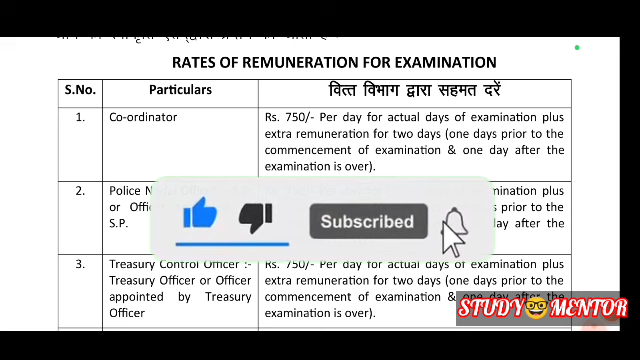 RATES OF REMUNERATION FOR EXAMINATION
S.No. Particulars वित्त विभाग द्वारा सहमत दरें
1. Co-ordinator Rs. 750/- Per day for actual days of examination plus
extra remuneration for two days (one days prior to the
commencement of examination & one day after the
examination is over).
2. Police
or
S.P.
examination plus
prior to the
day after the
Subscribed
3. Treasury Control Officer :- Rs. 750/- Per day for actual days of examination plus
Treasury Officer or Officer extra remuneration for two days (one days prior to the
appointed by Treasury commencement of examination & one day after the
Officer examination is over).
STUDY MENTOR